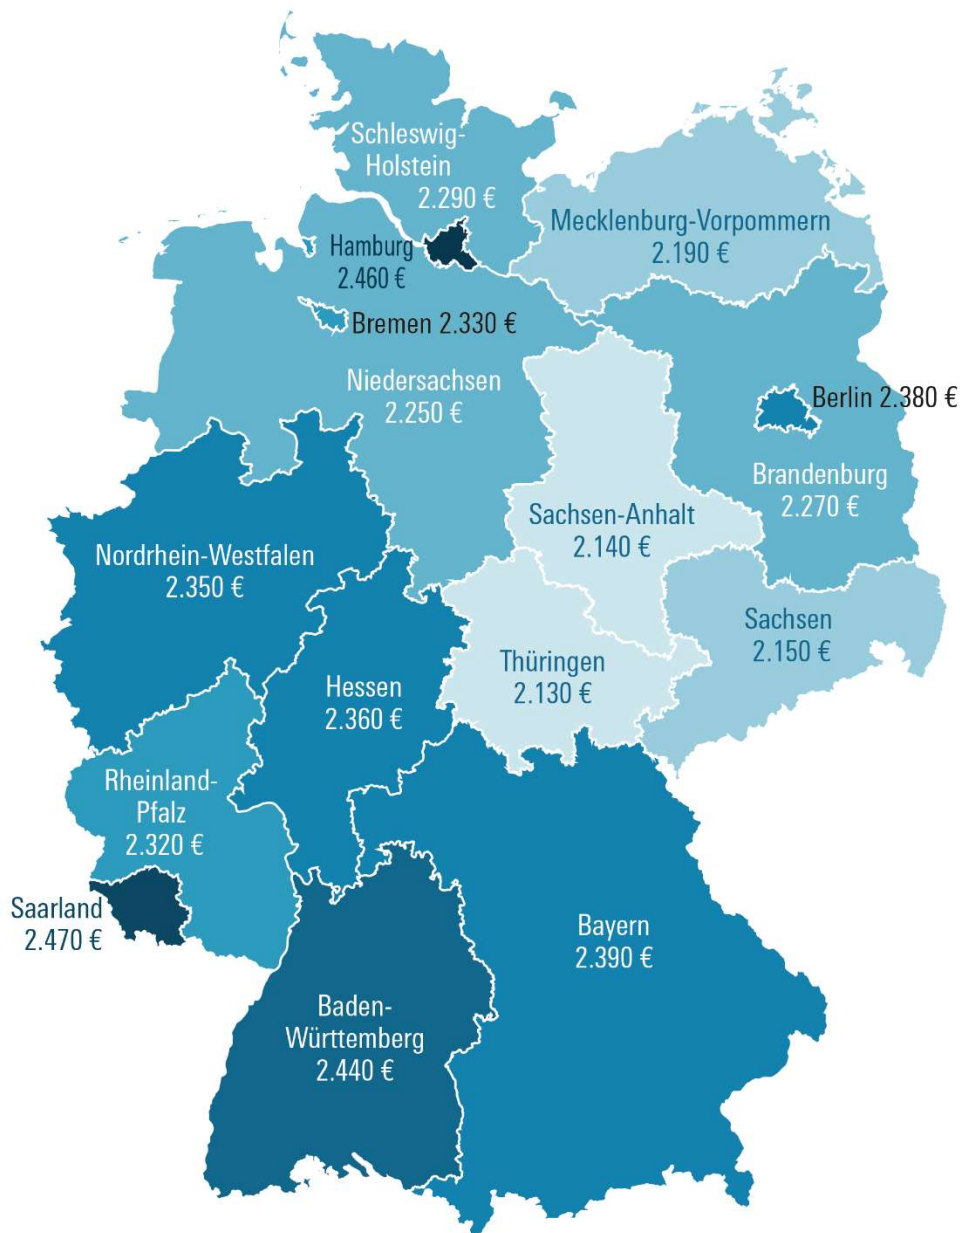 Schleswig-
Holstein
2.290 €
Mecklenburg-Vorpommern
2.190 €
Hamburg
2.460 €
Bremen 2.330 €
Niedersachsen
2.250 €
Berlin 2.380 €
Brandenburg
2.270 €
Sachsen-Anhalt
2.140 €
Nordrhein-Westfalen
2.350 €
Sachsen
2.150 €
Thüringen
2.130 €
Hessen
2.360 €
Rheinland-
Pfalz
2.320 €
Saarland
2.470 €
Bayern
2.390 €
Baden-
Württemberg
2.440 €